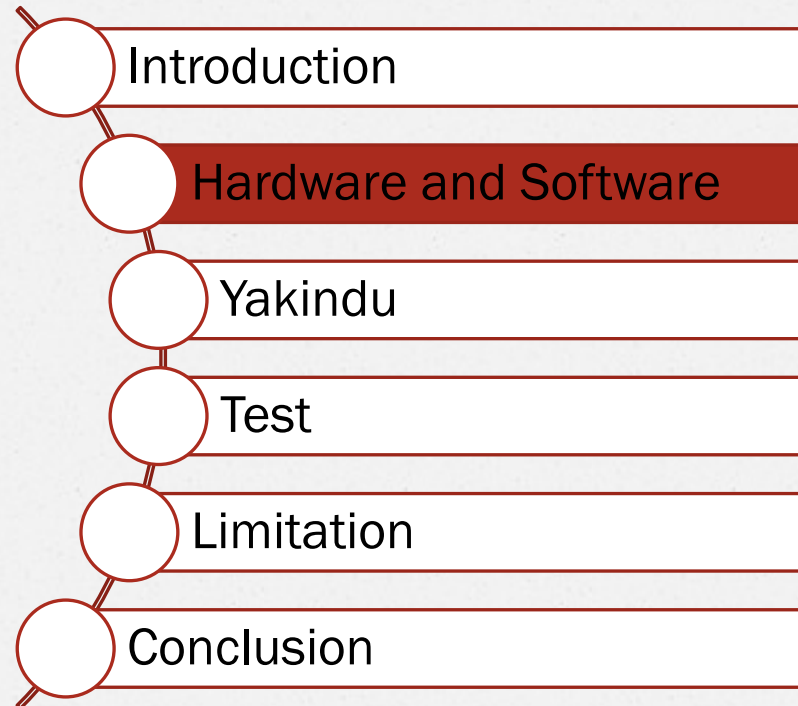 Introduction
Hardware and Software
Yakindu
Test
Limitation
Conclusion